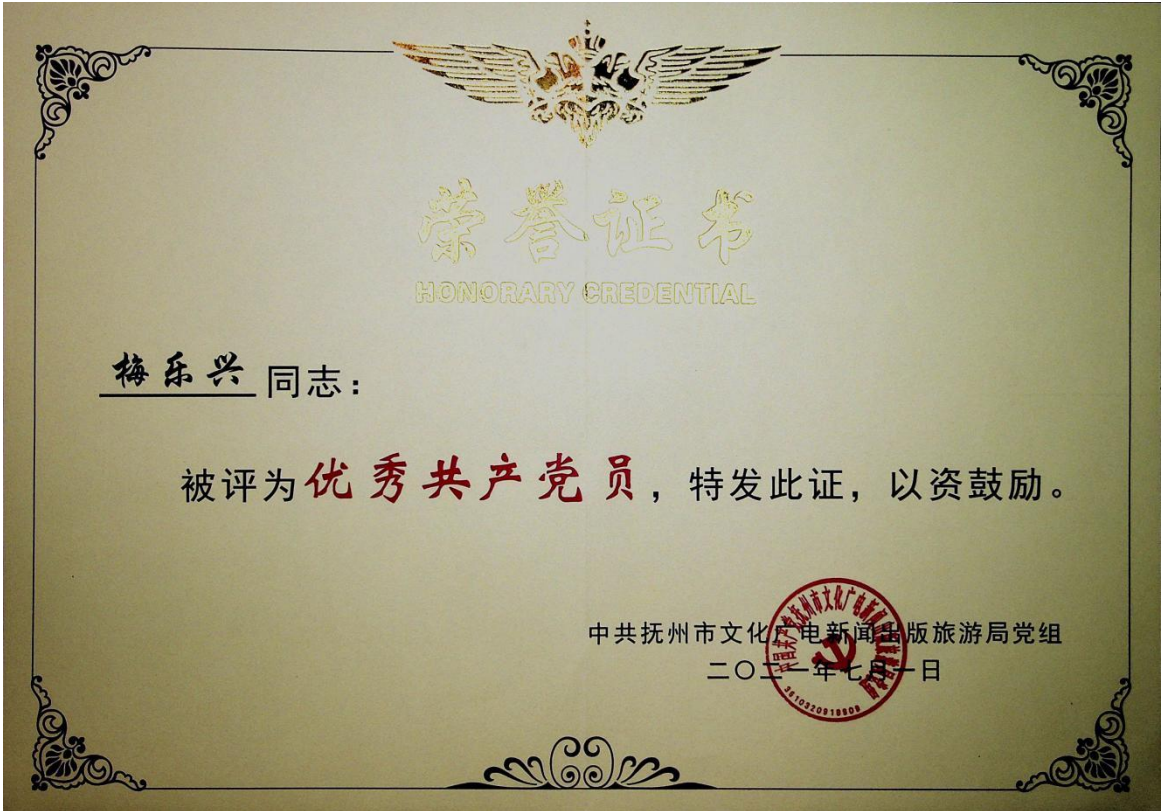 荣誉证书
HONORARY CREDENTIAL
梅乐兴 同志：
被评为优秀共产党员，特发此证，以资鼓励。
中共抚州市文化广电新闻出版旅游局党组
二〇二一年七月一日